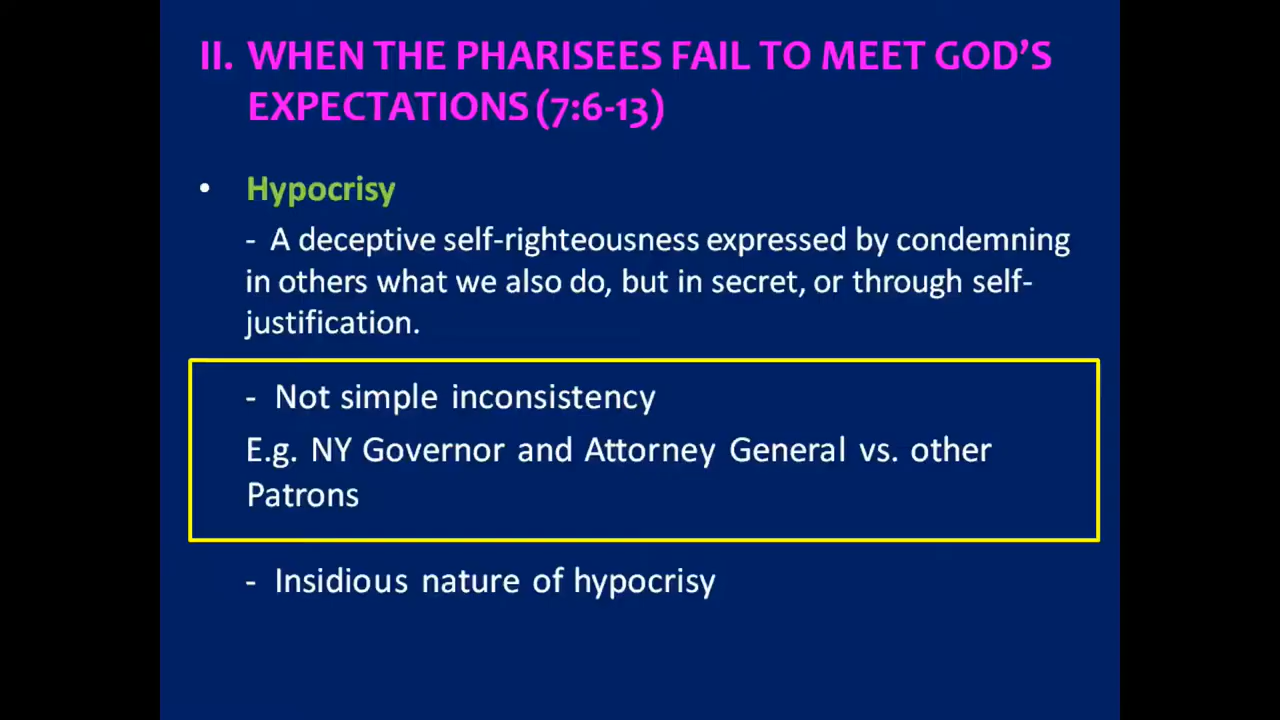 II. WHEN THE PHARISEES FAIL TO MEET GOD'S
EXPECTATIONS (7:6-13)
• Hypocrisy
- A deceptive self-righteousness expressed by condemning
in others what we also do, but in secret, or through self-
justification.
- Not simple inconsistency
E.g. NY Governor and Attorney General vs. other
Patrons
- Insidious nature of hypocrisy